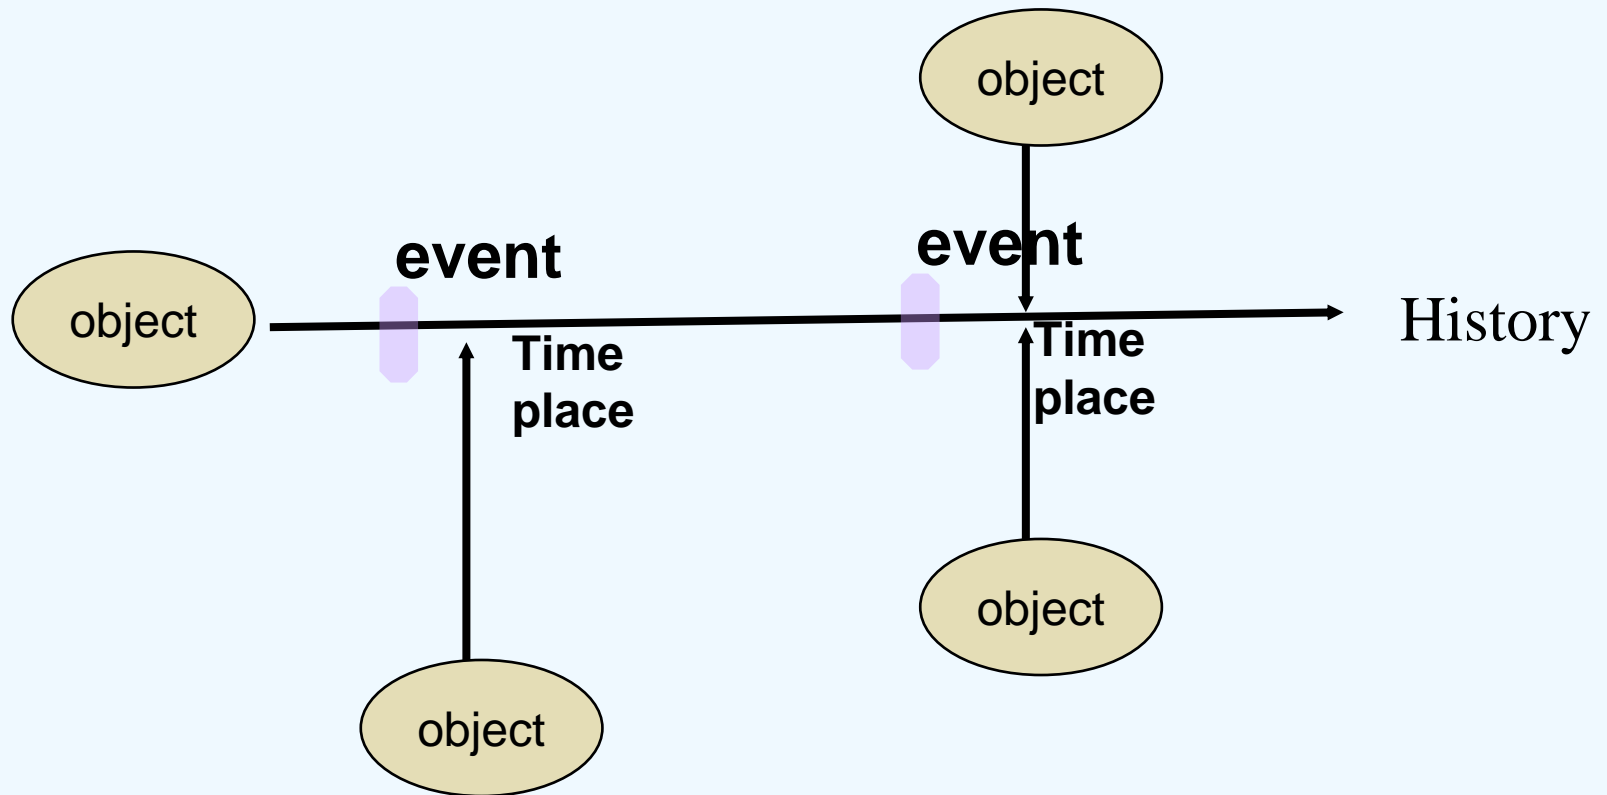 object
event
event
object
History
Time
place
Time
place
object
object